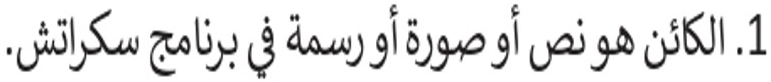 1. الكائن هو نص أو صورة أو رسمة في برنامج سكراتش.